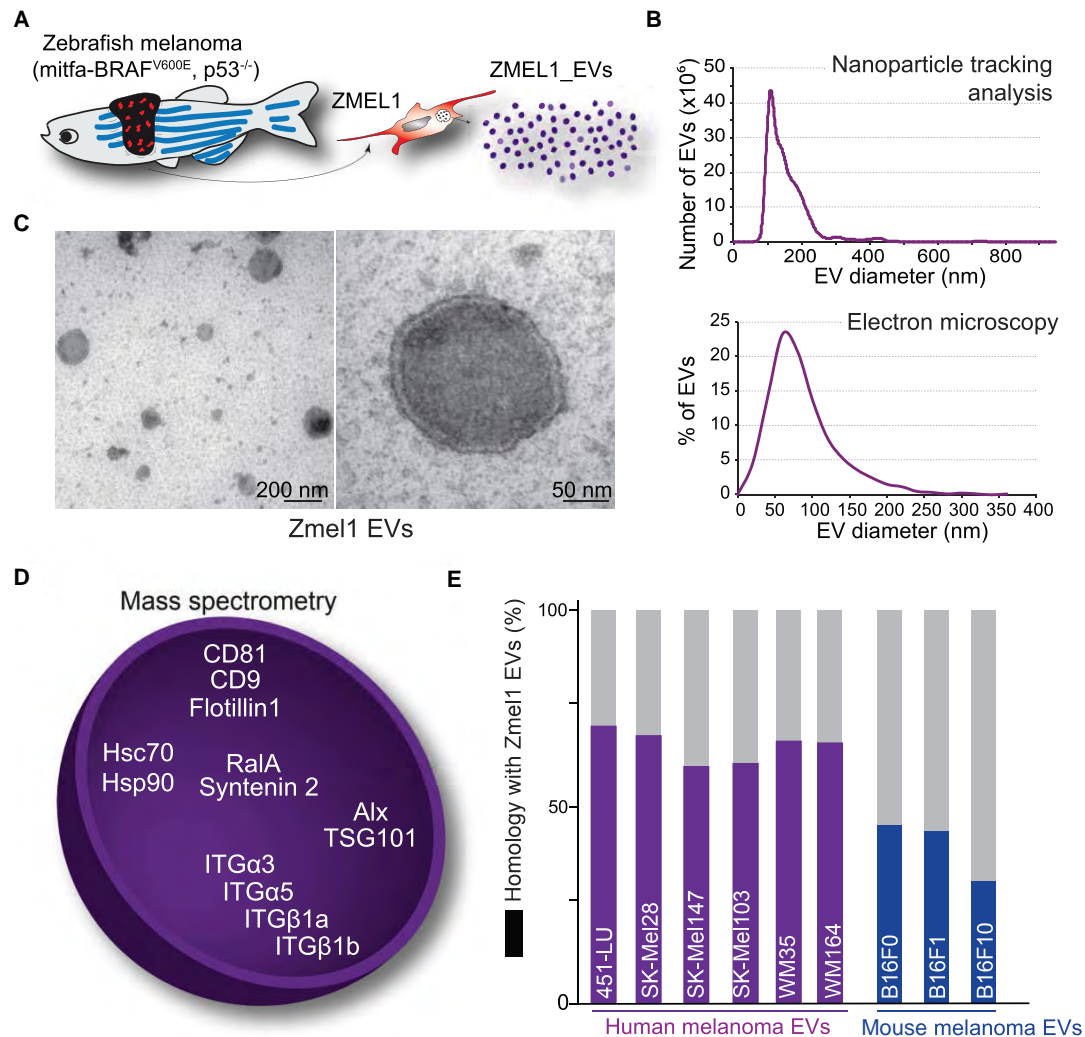 A
Zebrafish melanoma
(mitfa-BRAFV600E, p53-/-)
ZMEL1
ZMEL1_EVs
B
Nanoparticle tracking
analysis
Number of EVs (x10⁶)
50
40
30
20
10
0
0
200
400
600
800
EV diameter (nm)
Electron microscopy
% of EVs
25
20
15
10
5
0
0
50
100
150
200
250
300
350
400
EV diameter (nm)
C
200 nm
50 nm
Zmel1 EVs
D
Mass spectrometry
CD81
CD9
Flotillin1
Hsc70
Hsp90
RalA
Syntenin 2
Alx
TSG101
ITGα3
ITGα5
ITGβ1a
ITGβ1b
E
Homology with Zmel1 EVs (%)
100
50
0
451-LU
SK-Mel28
SK-Mel147
SK-Mel103
WM35
WM164
B16F0
B16F1
B16F10
Human melanoma EVs
Mouse melanoma EVs